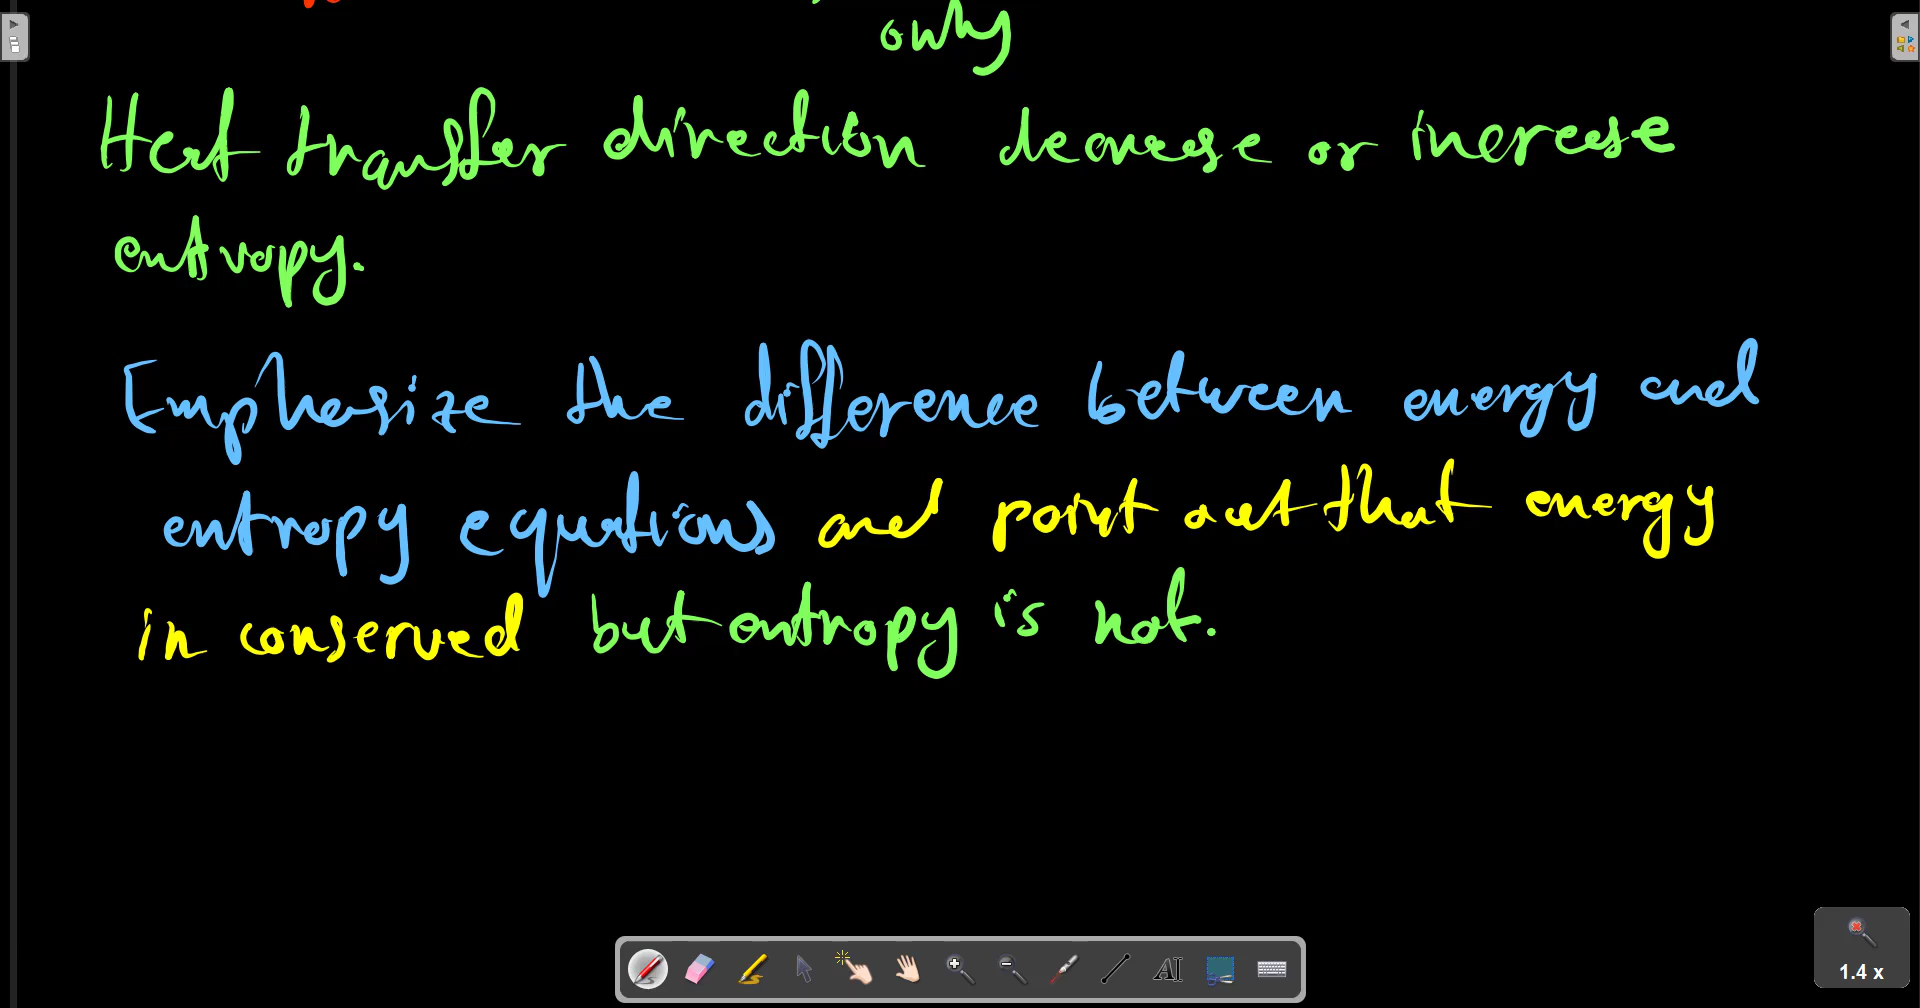 only
Heat transfer direction decrease or increase
entropy.
Emphasize the difference between energy and
entropy equations and point out that energy
in conserved but entropy is not.
1.4 x